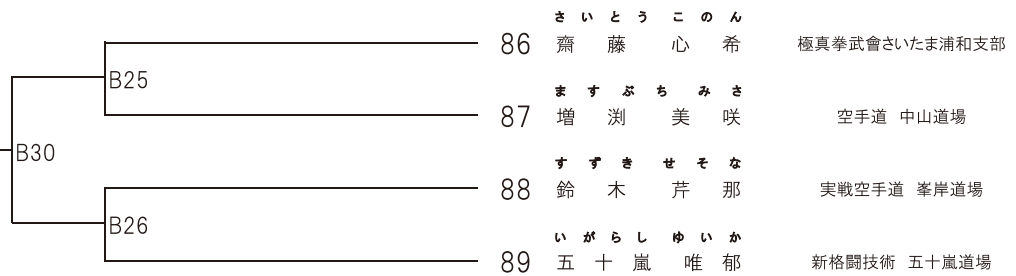 さいとう このん
86 齋藤 心希 極真拳武會さいたま浦和支部
B25
ますぶち みさ
87 増渕 美咲 空手道 中山道場
B30
すずき せそな
88 鈴木 芹那 実戦空手道 峯岸道場
B26
いがらし ゆいか
89 五十嵐 唯郁 新格闘技術 五十嵐道場